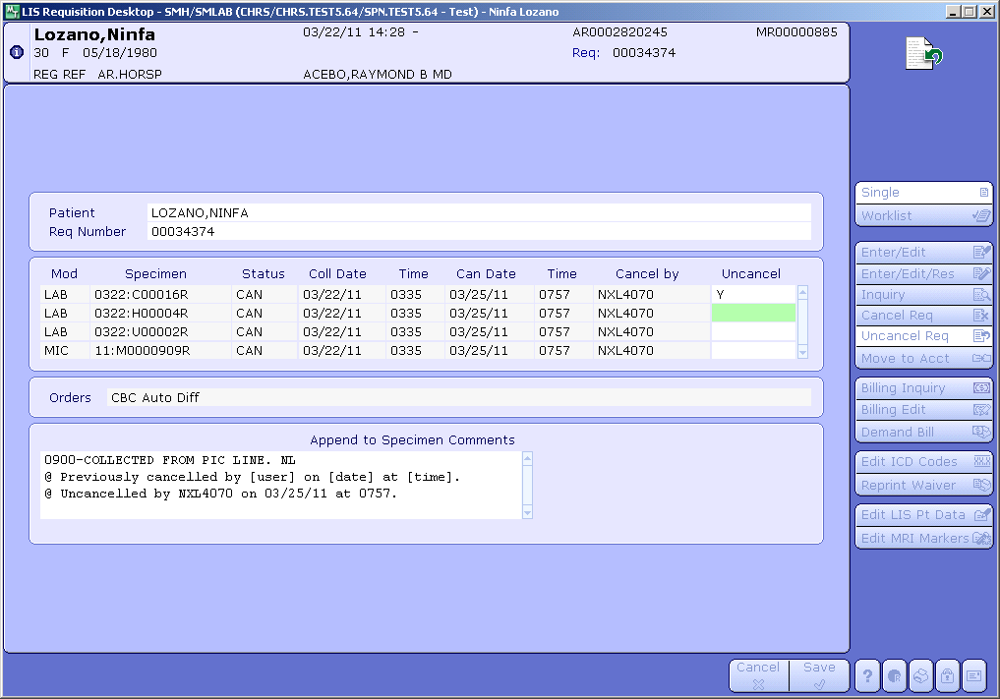 LIS Requisition Desktop - SMH/SMLAB (CHRS/CHRS.TEST5.64/SPN.TEST5.64 - Test) - Ninfa Lozano
Lozano,Ninfa 03/22/11 14:28 - AR0002820245 MR00000885
30 F 05/18/1980 Req: 00034374
REG REF AR.HORSP ACEBO,RAYMOND B MD
Patient LOZANO,NINFA
Req Number 00034374
Mod Specimen Status Coll Date Time Can Date Time Cancel by Uncancel
LAB 0322:C00016R CAN 03/22/11 0335 03/25/11 0757 NXL4070 Y
LAB 0322:H00004R CAN 03/22/11 0335 03/25/11 0757 NXL4070
LAB 0322:U00002R CAN 03/22/11 0335 03/25/11 0757 NXL4070
MIC 11:M0000909R CAN 03/22/11 0335 03/25/11 0757 NXL4070
Orders CBC Auto Diff
Append to Specimen Comments
0900-COLLECTED FROM PIC LINE. NL
@ Previously cancelled by [user] on [date] at [time].
@ Uncancelled by NXL4070 on 03/25/11 at 0757.
Single
Worklist
Enter/Edit
Enter/Edit/Res
Inquiry
Cancel Req
Uncancel Req
Move to Acct
Billing Inquiry
Billing Edit
Demand Bill
Edit ICD Codes
Reprint Waiver
Edit LIS Pt Data
Edit MRI Markers
Cancel Save ?